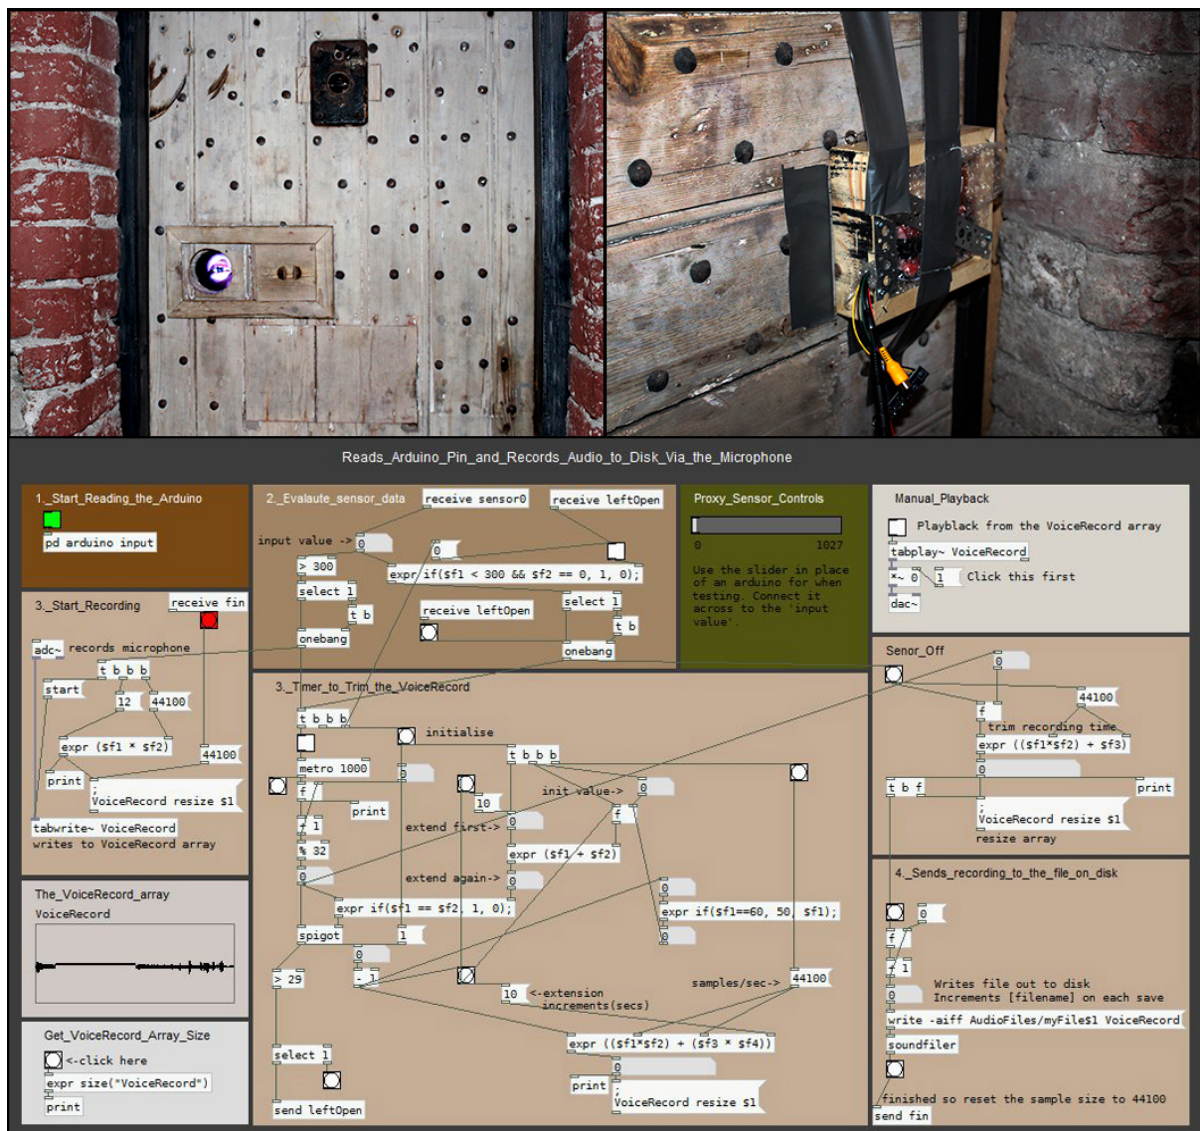 Reads_Arduino_Pin_and_Records_Audio_to_Disk_Via_the_Microphone
1._Start_Reading_the_Arduino
pd arduino input
2._Evalaute_sensor_data
receive sensor0
receive leftOpen
input value ->
0
0
> 300
expr if($f1 < 300 && $f2 == 0, 1, 0);
select 1
t b
receive leftOpen
select 1
t b
onebang
onebang
Proxy_Sensor_Controls
0
1027
Use the slider in place
of an arduino for when
testing. Connect it
across to the 'input
value'.
Manual_Playback
Playblack from the VoiceRecord array
tabplay~ VoiceRecord
*~ 0
1
Click this first
dac~
3._Start_Recording
receive fin
adc~
records microphone
t b b b
start
12
44100
expr ($f1 * $f2)
44100
print
;
VoiceRecord resize $1
tabwrite~ VoiceRecord
writes to VoiceRecord array
3._Timer_to_Trim_the_VoiceRecord
t b b b
initialise
t b b b
metro 1000
0
f
print
10
init value->
0
+ 1
extend first->
0
f
% 32
expr ($f1 + $f2)
0
extend again->
0
0
expr if($f1 == $f2, 1, 0);
expr if($f1==60, 50, $f1);
spigot
1
0
0
> 29
- 1
10
<-extension
increments(secs)
samples/sec->
44100
expr (($f1*$f2) + ($f3 * $f4))
select 1
0
print
;
VoiceRecord resize $1
send leftOpen
Senor_Off
0
44100
f
trim recording time
expr (($f1*$f2) + $f3)
0
t b f
print
;
VoiceRecord resize $1
resize array
The_VoiceRecord_array
VoiceRecord
Get_VoiceRecord_Array_Size
<-click here
expr size("VoiceRecord")
print
4._Sends_recording_to_the_file_on_disk
0
f
+ 1
0
Writes file out to disk
Increments [filename] on each save
write -aiff AudioFiles/myFile$1 VoiceRecord
soundfiler
finished so reset the sample size to 44100
send fin